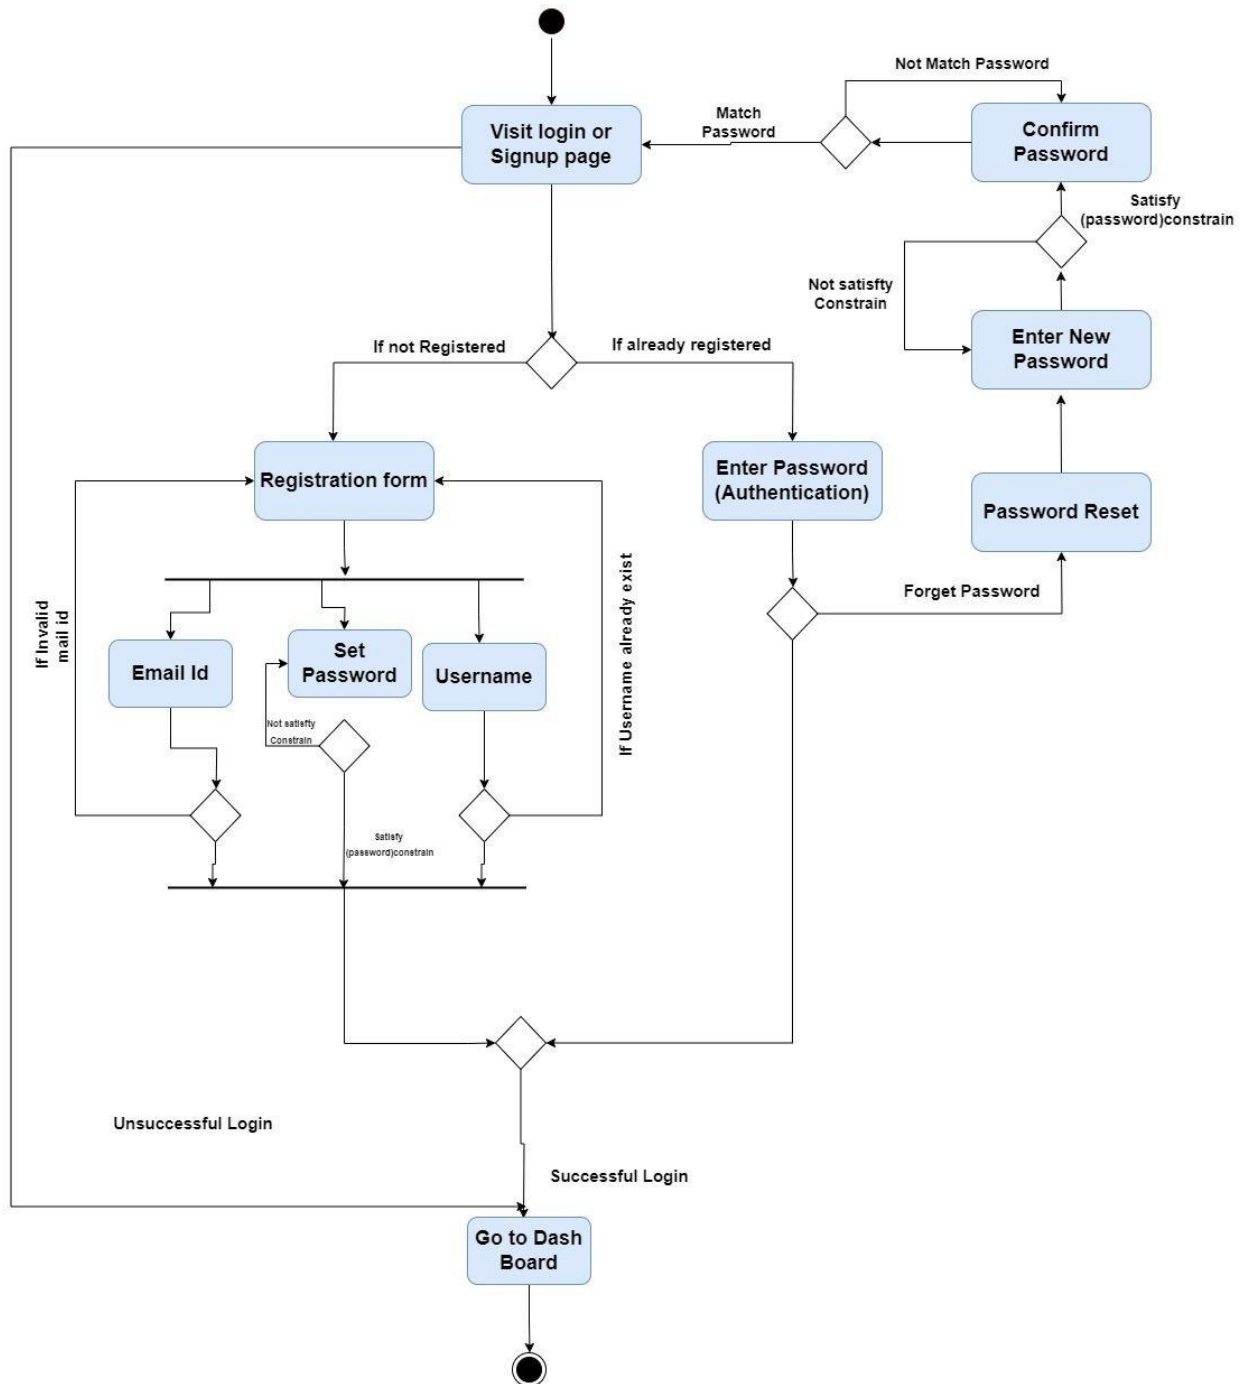 Not Match Password
Match
Password
Visit login or
Signup page
Confirm
Password
Satisfy
(password)constrain
Not satisfty
Constrain
Enter New
Password
If not Registered
If already registered
Registration form
Enter Password
(Authentication)
Password Reset
Forget Password
If Invalid
mail id
If Username already exist
Email Id
Set
Password
Username
Not satisfty
Constrain
Satisfy
(password)constrain
Unsuccessful Login
Successful Login
Go to Dash
Board